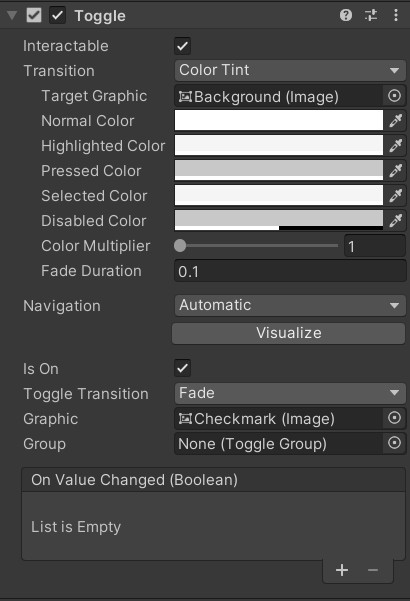 Toggle
Interactable
Transition Color Tint
Target Graphic Background (Image)
Normal Color
Highlighted Color
Pressed Color
Selected Color
Disabled Color
Color Multiplier 1
Fade Duration 0.1
Navigation Automatic
Visualize
Is On
Toggle Transition Fade
Graphic Checkmark (Image)
Group None (Toggle Group)
On Value Changed (Boolean)
List is Empty